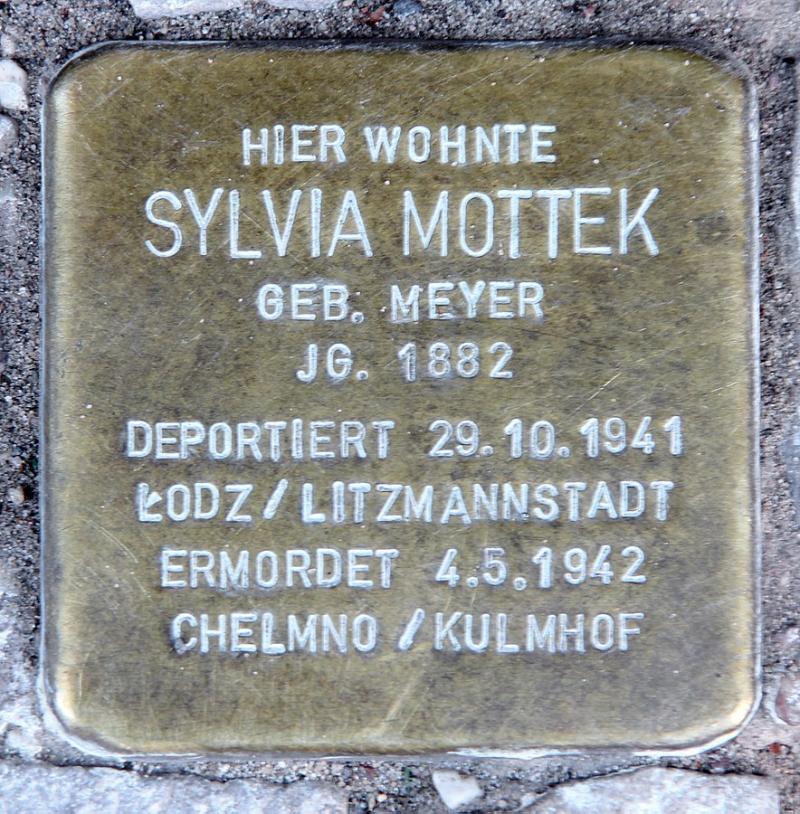 HIER WOHNTE
SYLVIA MOTTEK
GEB. MEYER
JG. 1882
DEPORTIERT 29.10.1941
ŁODZ/LITZMANNSTADT
ERMORDET 4.5.1942
CHELMNO/KULMHOF